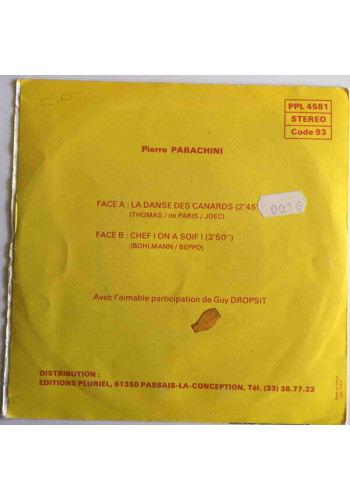 C.P
PPL 4581
STEREO
Code 93
Pierre PARACHINI
FACE A : LA DANSE DES CANARDS (2'45
(THOMAS / de PARIS / JOEC)
0026
FACE B : CHEF ! ON A SOIF ! (3'50'')
(BOHLMANN / BEPPO)
Avec l'aimable participation de Guy DROPSIT
DISTRIBUTION :
EDITIONS PLURIEL, 61350 PASSAIS-LA-CONCEPTION, Tél. (33) 38.77.23